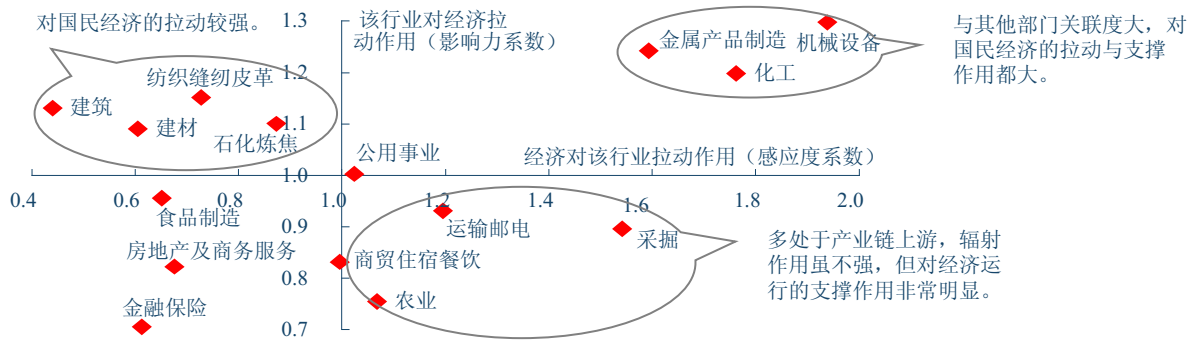 对国民经济的拉动较强。
1.3
该行业对经济拉
动作用（影响力系数）
与其他部门关联度大，对
国民经济的拉动与支撑
作用都大。
金属产品制造
机械设备
化工
1.2
纺织缝纫皮革
建筑
建材
石化炼焦
1.1
公用事业
经济对该行业拉动作用（感应度系数）
1.0
0.4
0.6
0.8
1.0
1.2
1.4
1.6
1.8
2.0
食品制造
0.9
运输邮电
采掘
房地产及商务服务
商贸住宿餐饮
0.8
多处于产业链上游，辐射
作用虽不强，但对经济运
行的支撑作用非常明显。
金融保险
农业
0.7